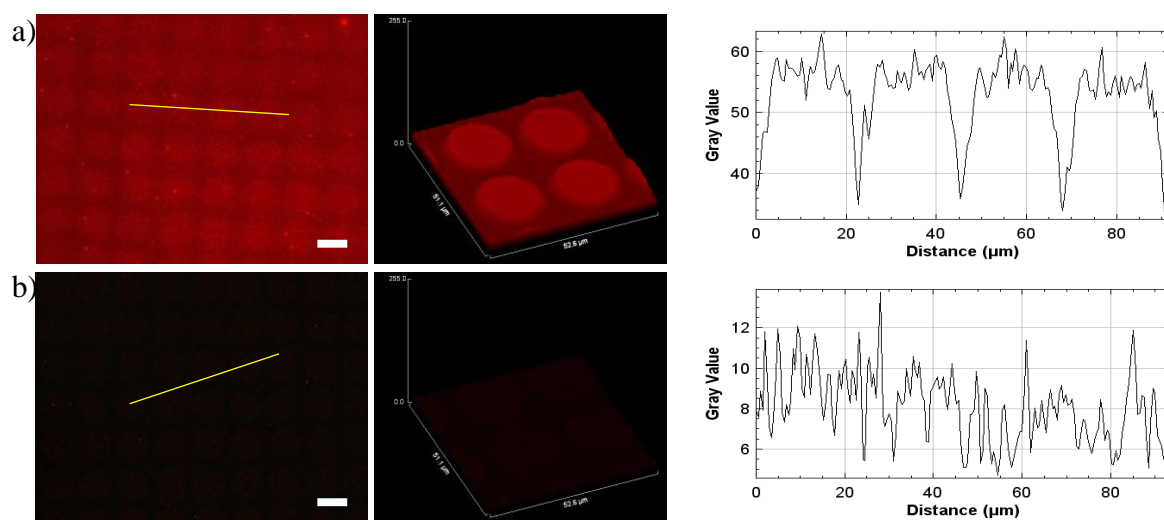 a)
255.0
0.0
51.1 µm
52.6 µm
60
50
40
Gray Value
0 20 40 60 80
Distance (µm)
b)
255.0
0.0
51.1 µm
52.6 µm
12
10
8
6
Gray Value
0 20 40 60 80
Distance (µm)